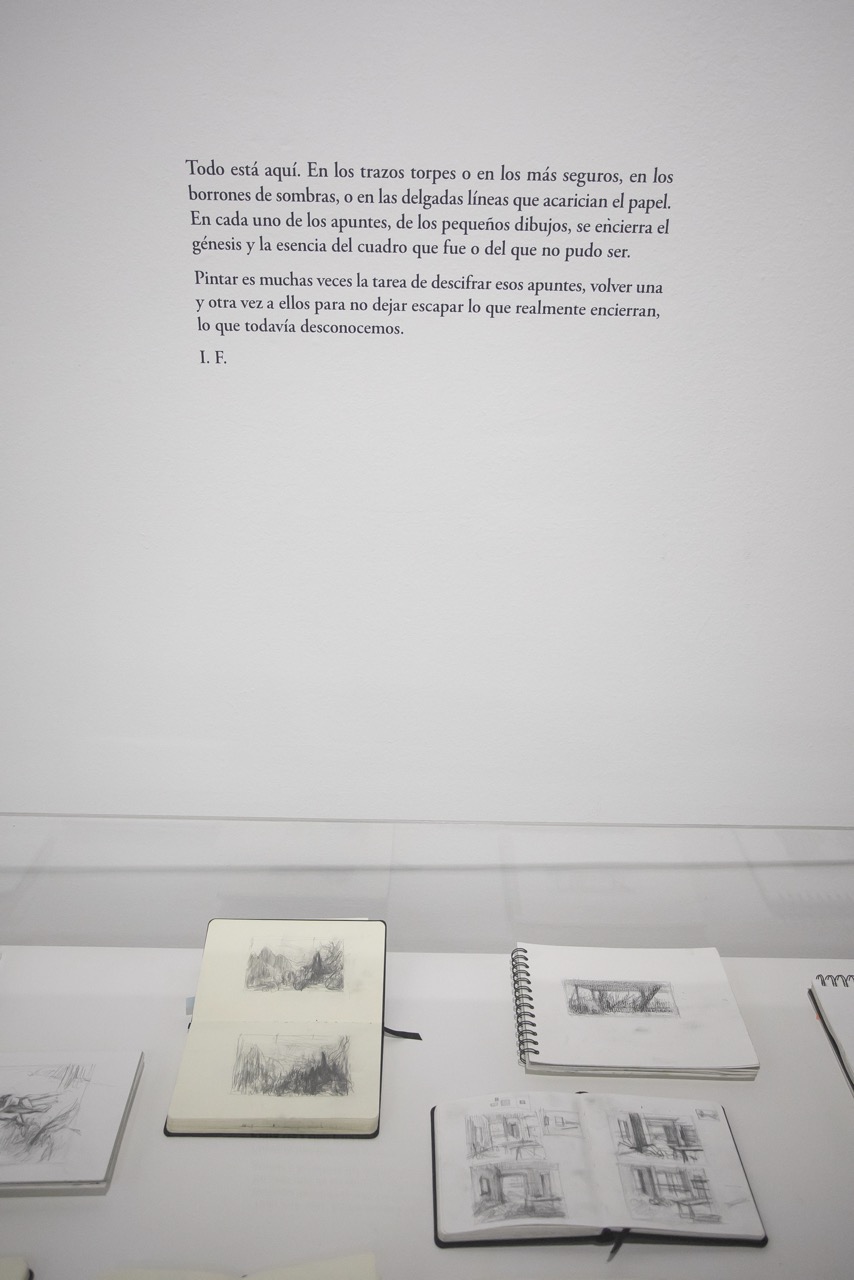 Todo está aquí. En los trazos torpes o en los más seguros, en los
borrones de sombras, o en las delgadas líneas que acarician el papel.
En cada uno de los apuntes, de los pequeños dibujos, se encierra el
génesis y la esencia del cuadro que fue o del que no pudo ser.
Pintar es muchas veces la tarea de descifrar esos apuntes, volver una
y otra vez a ellos para no dejar escapar lo que realmente encierran,
lo que todavía desconocemos.
I. F.